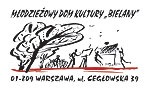 MŁODZIEŻOWY DOM KULTURY „BIELANY"
01-809 WARSZAWA, ul. CEGŁOWSKA 39